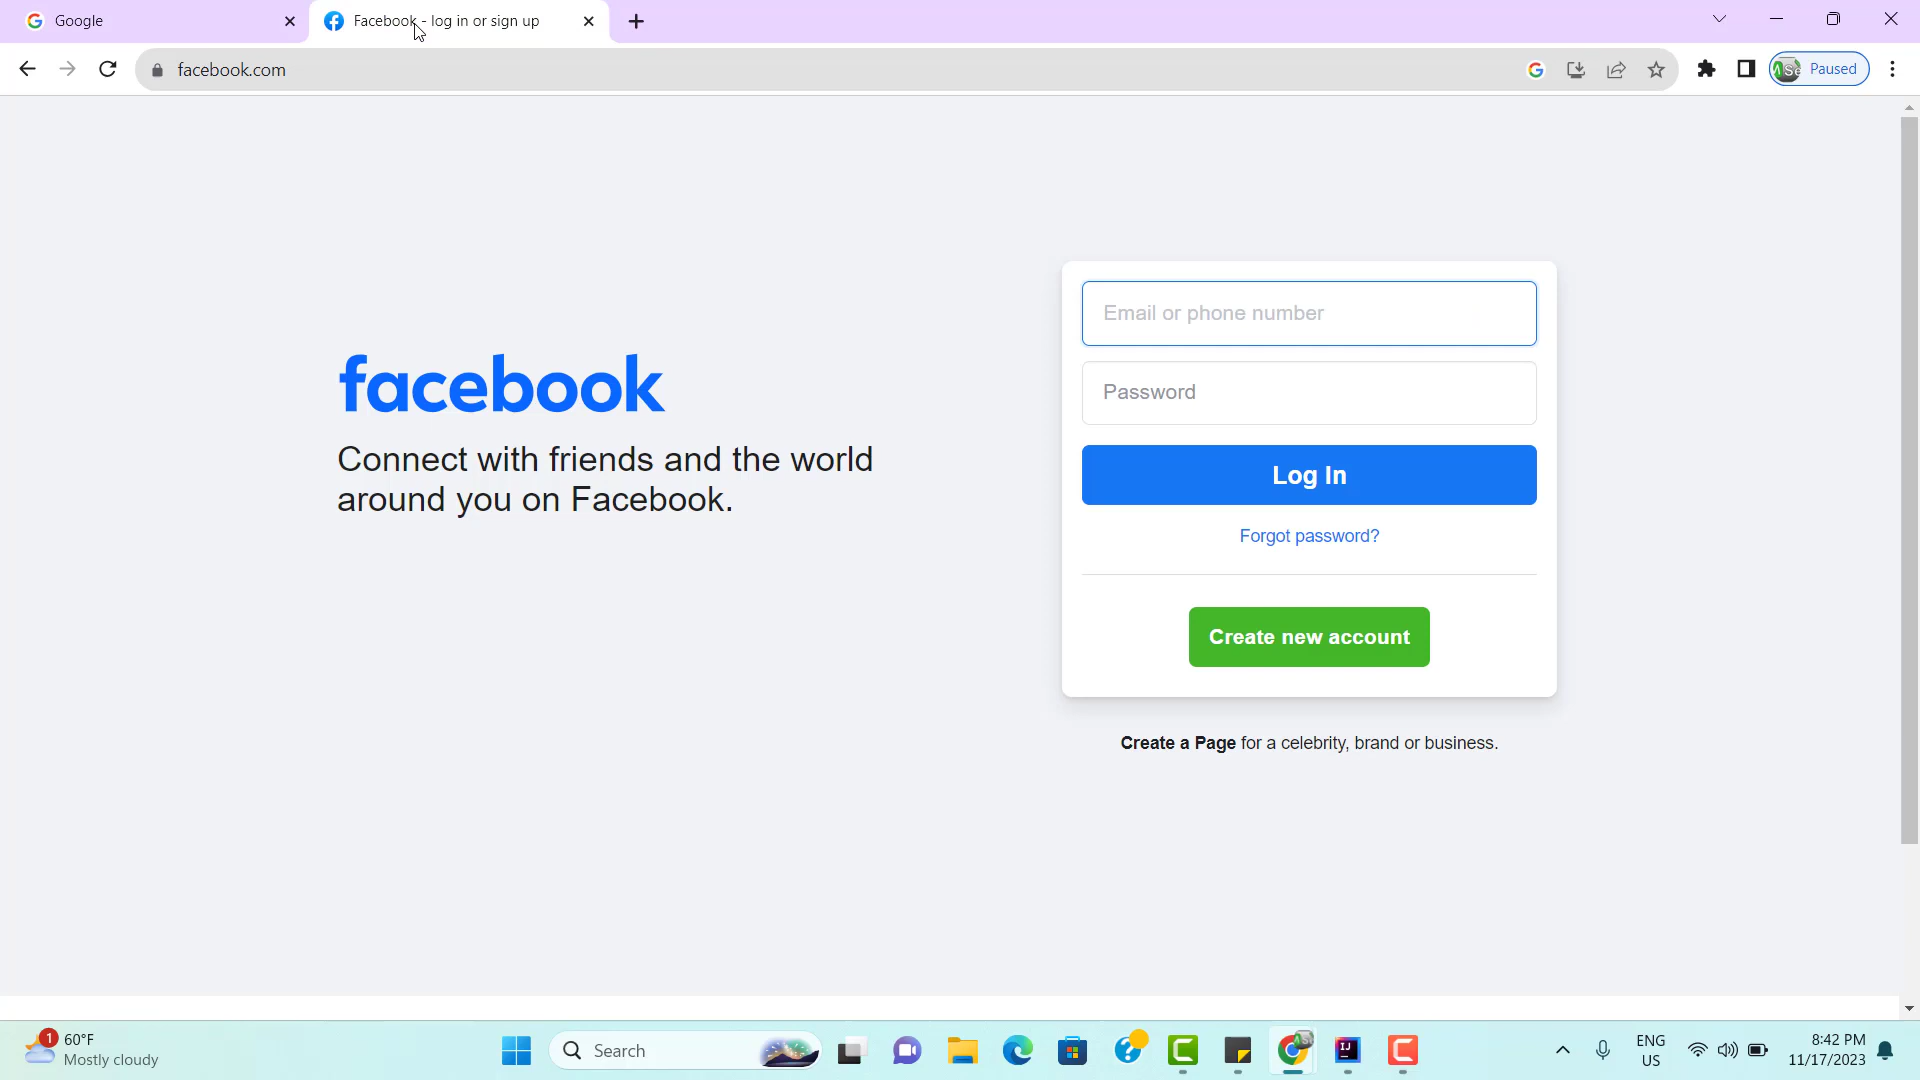 Google
Facebook - log in or sign up
facebook.com
Paused
facebook
Connect with friends and the world
around you on Facebook.
Email or phone number
Password
Log In
Forgot password?
Create new account
Create a Page for a celebrity, brand or business.
1
60°F
Mostly cloudy
Search
ENG
US
8:42 PM
11/17/2023